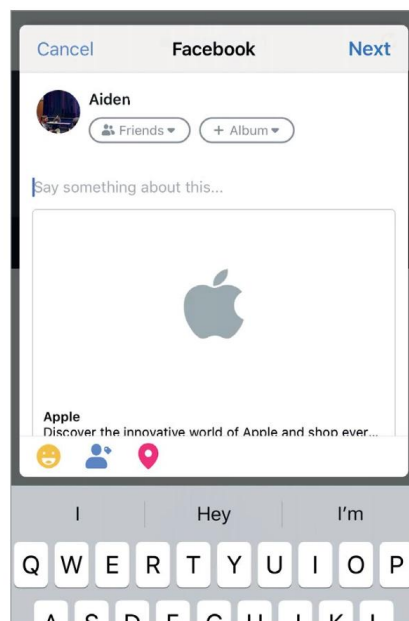 Cancel Facebook Next
Aiden
Friends + Album
Say something about this...
Apple
Discover the innovative world of Apple and shop ever...
I Hey I'm
Q W E R T Y U I O P
A S D F G H J K L